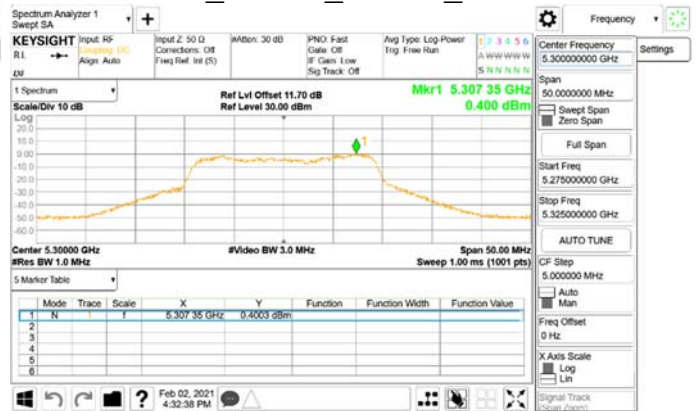 Spectrum Analyzer 1
Swept SA
+
Frequency
KEYSIGHT
RL
Input: RF
Coupling: DC
Align: Auto
Input Z: 50 Ω
Corrections: Off
Freq Ref: Int (S)
#Atten: 30 dB
PNO: Fast
Gate: Off
IF Gain: Low
Sig Track: Off
Avg Type: Log-Power
Trig: Free Run
1 2 3 4 5 6
A W W W W W
S N N N N N
1 Spectrum
Scale/Div 10 dB
Log
Ref Lvl Offset 11.70 dB
Ref Level 30.00 dBm
Mkr1 5.307 35 GHz
0.400 dBm
20.0
10.0
0.00
-10.0
-20.0
-30.0
-40.0
-50.0
-60.0
1
Center 5.30000 GHz
#Res BW 1.0 MHz
#Video BW 3.0 MHz
Span 50.00 MHz
Sweep 1.00 ms (1001 pts)
5 Marker Table
Mode Trace Scale X Y Function Function Width Function Value
1 N 1 f 5.307 35 GHz 0.4003 dBm
2
3
4
5
6
Feb 02, 2021
4:32:38 PM
Center Frequency
5.300000000 GHz
Settings
Span
50.0000000 MHz
Swept Span
Zero Span
Full Span
Start Freq
5.275000000 GHz
Stop Freq
5.325000000 GHz
AUTO TUNE
CF Step
5.000000 MHz
Auto
Man
Freq Offset
0 Hz
X Axis Scale
Log
Lin
Signal Track
(Span Zoom)